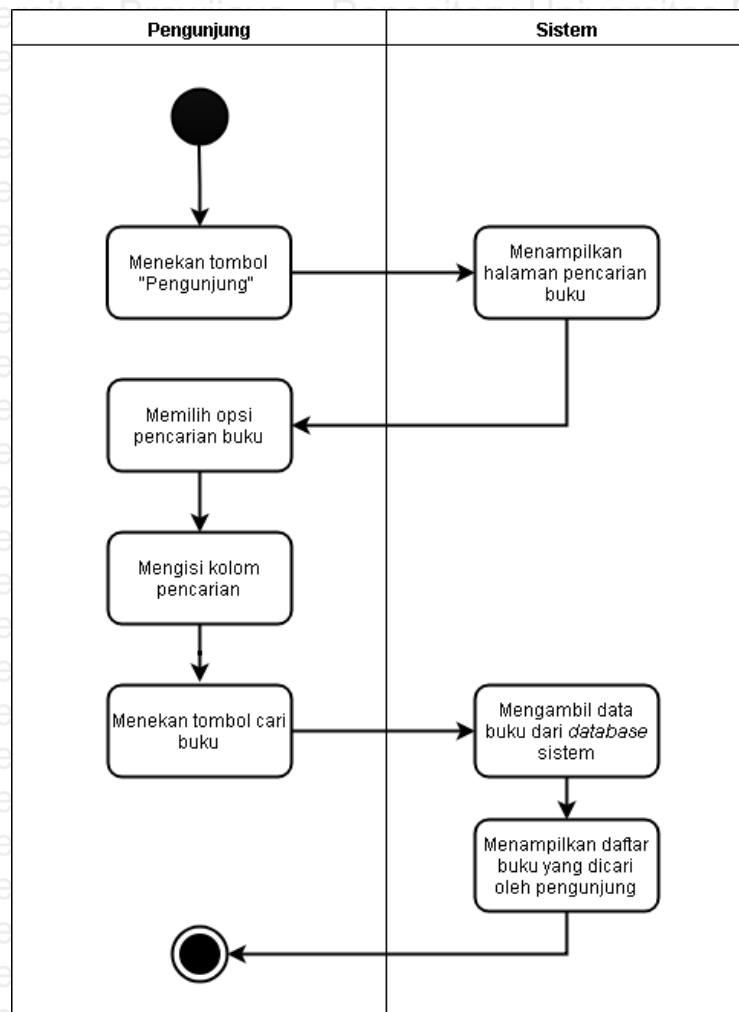 Pengunjung
Sistem
Menekan tombol
"Pengunjung"
Menampilkan
halaman pencarian
buku
Memilih opsi
pencarian buku
Mengisi kolom
pencarian
Menekan tombol cari
buku
Mengambil data
buku dari database
sistem
Menampilkan daftar
buku yang dicari
oleh pengunjung